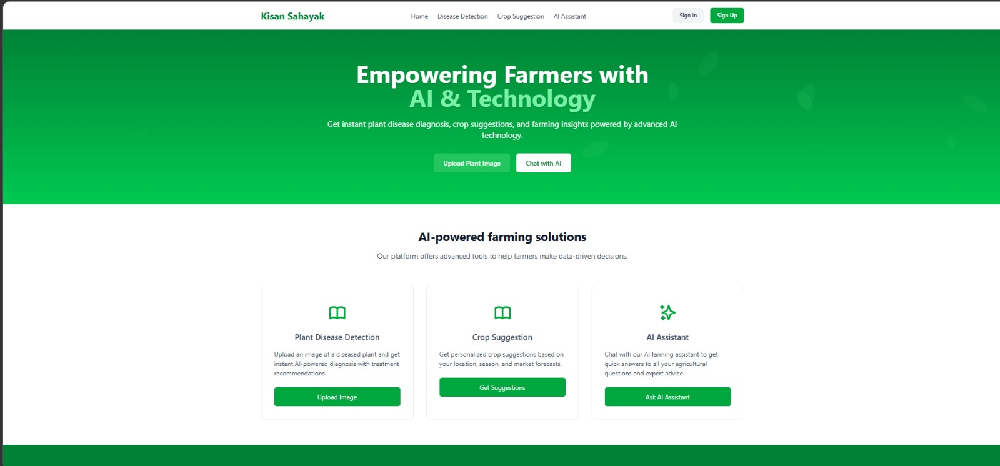 Kisan Sahayak
Home
Disease Detection
Crop Suggestion
AI Assistant
Sign In
Sign Up
Empowering Farmers with
AI & Technology
Get instant plant disease diagnosis, crop suggestions, and farming insights powered by advanced AI
technology.
Upload Plant Image
Chat with AI
AI-powered farming solutions
Our platform offers advanced tools to help farmers make data-driven decisions.
Plant Disease Detection
Upload an image of a diseased plant and get
instant AI-powered diagnosis with treatment
recommendations.
Upload Image
Crop Suggestion
Get personalized crop suggestions based on
your location, season, and market forecasts.
Get Suggestions
AI Assistant
Chat with our AI farming assistant to get
quick answers to all your agricultural
questions and expert advice.
Ask AI Assistant